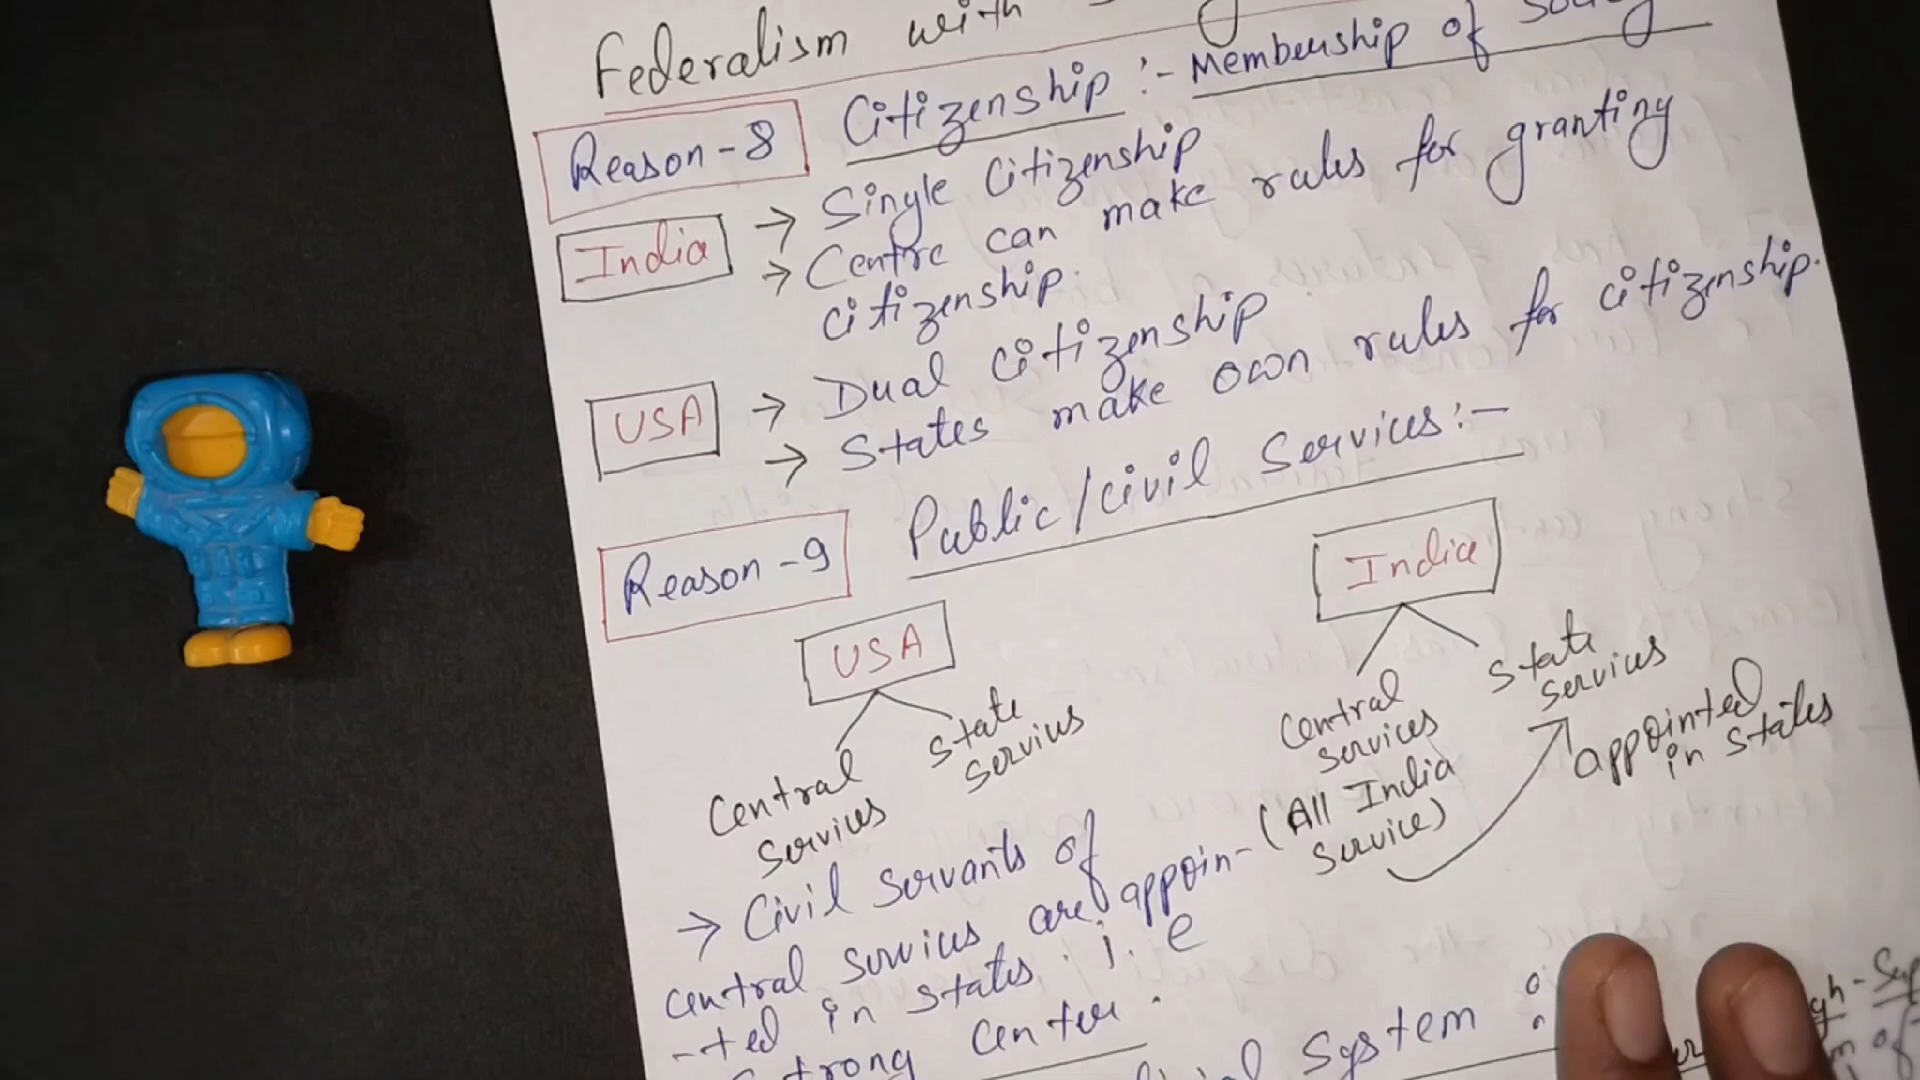 Federalism with
Reason-8 Citizenship :- Membership of
India → Single Citizenship
→ Centre can make rules for granting
citizenship.
USA → Dual Citizenship
→ States make own rules for citizenship.
Reason-9 Public/civil Services:-
USA
Central
Services
State
Services
India
Central
Services
(All India
Service)
State
Services
appointed
in States
→ Civil Servants of
Central Services are appoin-
-ted in States. i.e
Strong Center.
System :